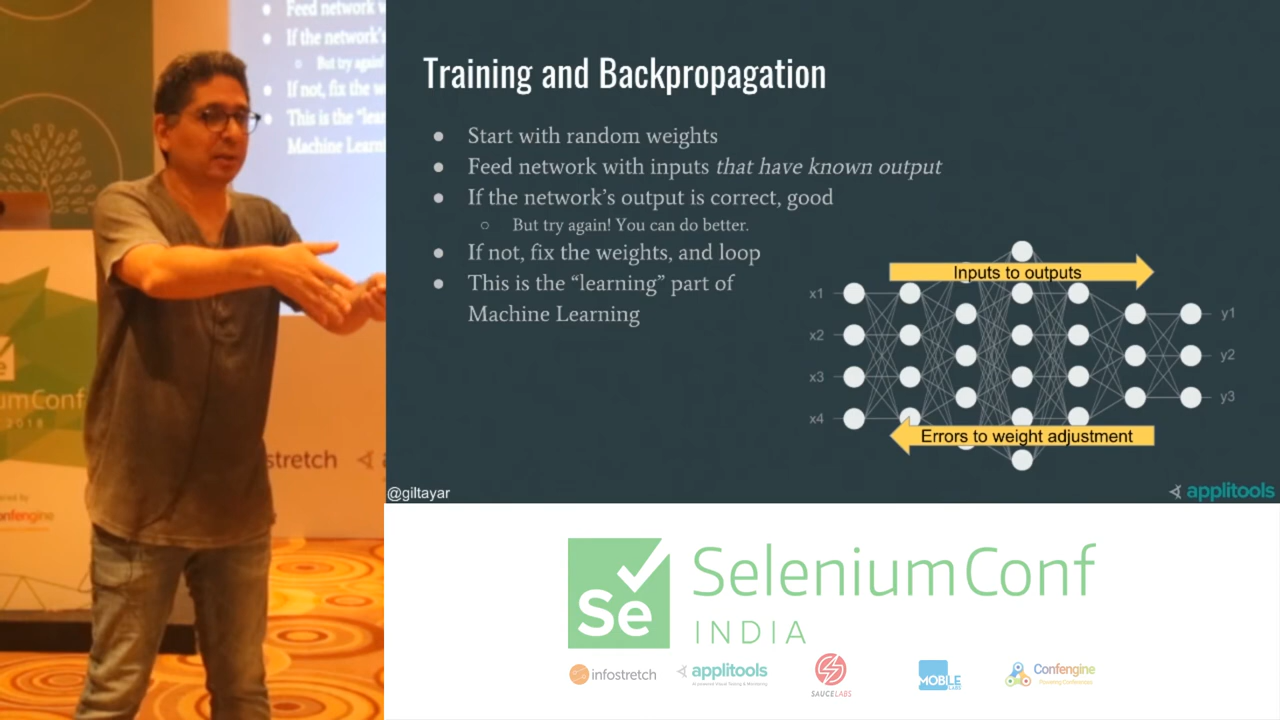 Feed network w
If the network's
But try again!
If not, fix the w
This is the "lear
Machine Learn
umConf
2018
stretch
onfengine
Training and Backpropagation
Start with random weights
Feed network with inputs that have known output
If the network's output is correct, good
But try again! You can do better.
If not, fix the weights, and loop
This is the "learning" part of
Machine Learning
Inputs to outputs
x1
x2
x3
x4
y1
y2
y3
Errors to weight adjustment
@giltayar
applitools
Se
SeleniumConf
INDIA
infostretch
applitools
SAUCELABS
MOBILE
LABS
Confengine